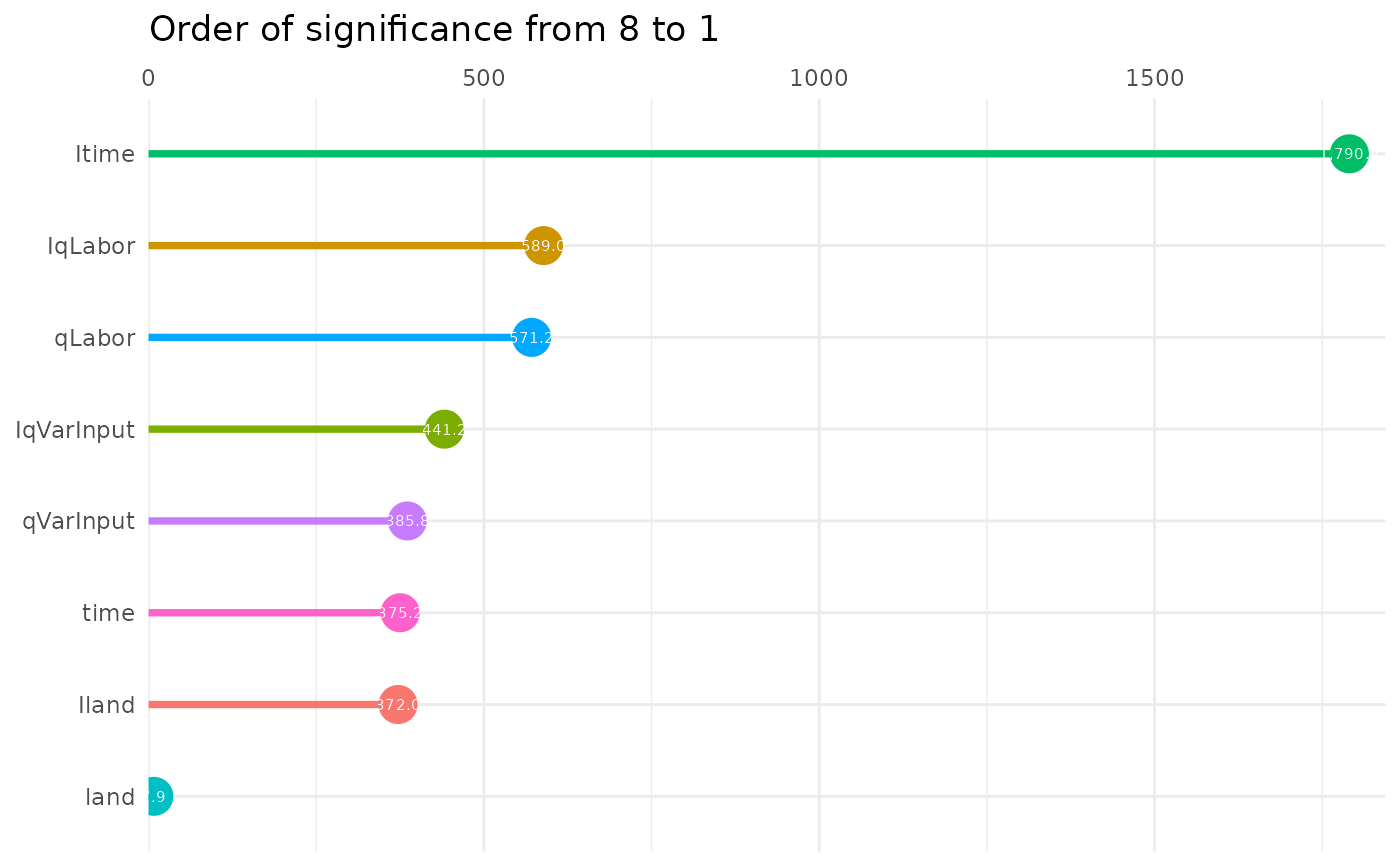 Order of significance from 8 to 1
0 500 1000 1500
ltime
lqLabor 589.0
qLabor 571.2
lqVarInput 441.2
qVarInput 385.8
time 375.2
lland 372.0
land